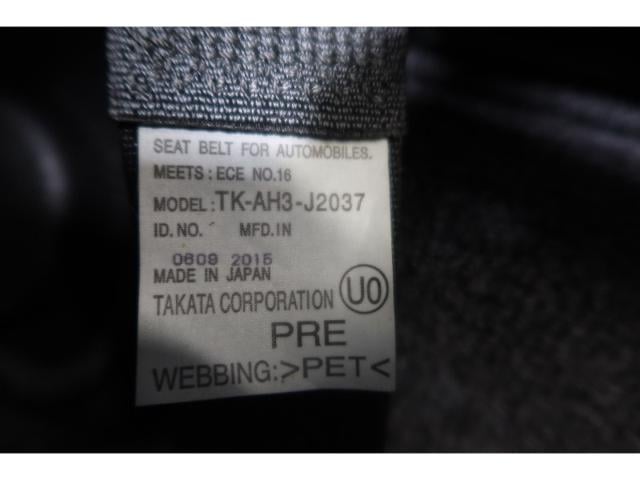 SEAT BELT FOR AUTOMOBILES.
MEETS: ECE NO.16
MODEL: TK-AH3-J2037
ID.NO. MFD.IN
0609 2015
MADE IN JAPAN
TAKATA CORPORATION UO
PRE
WEBBING:>PET<